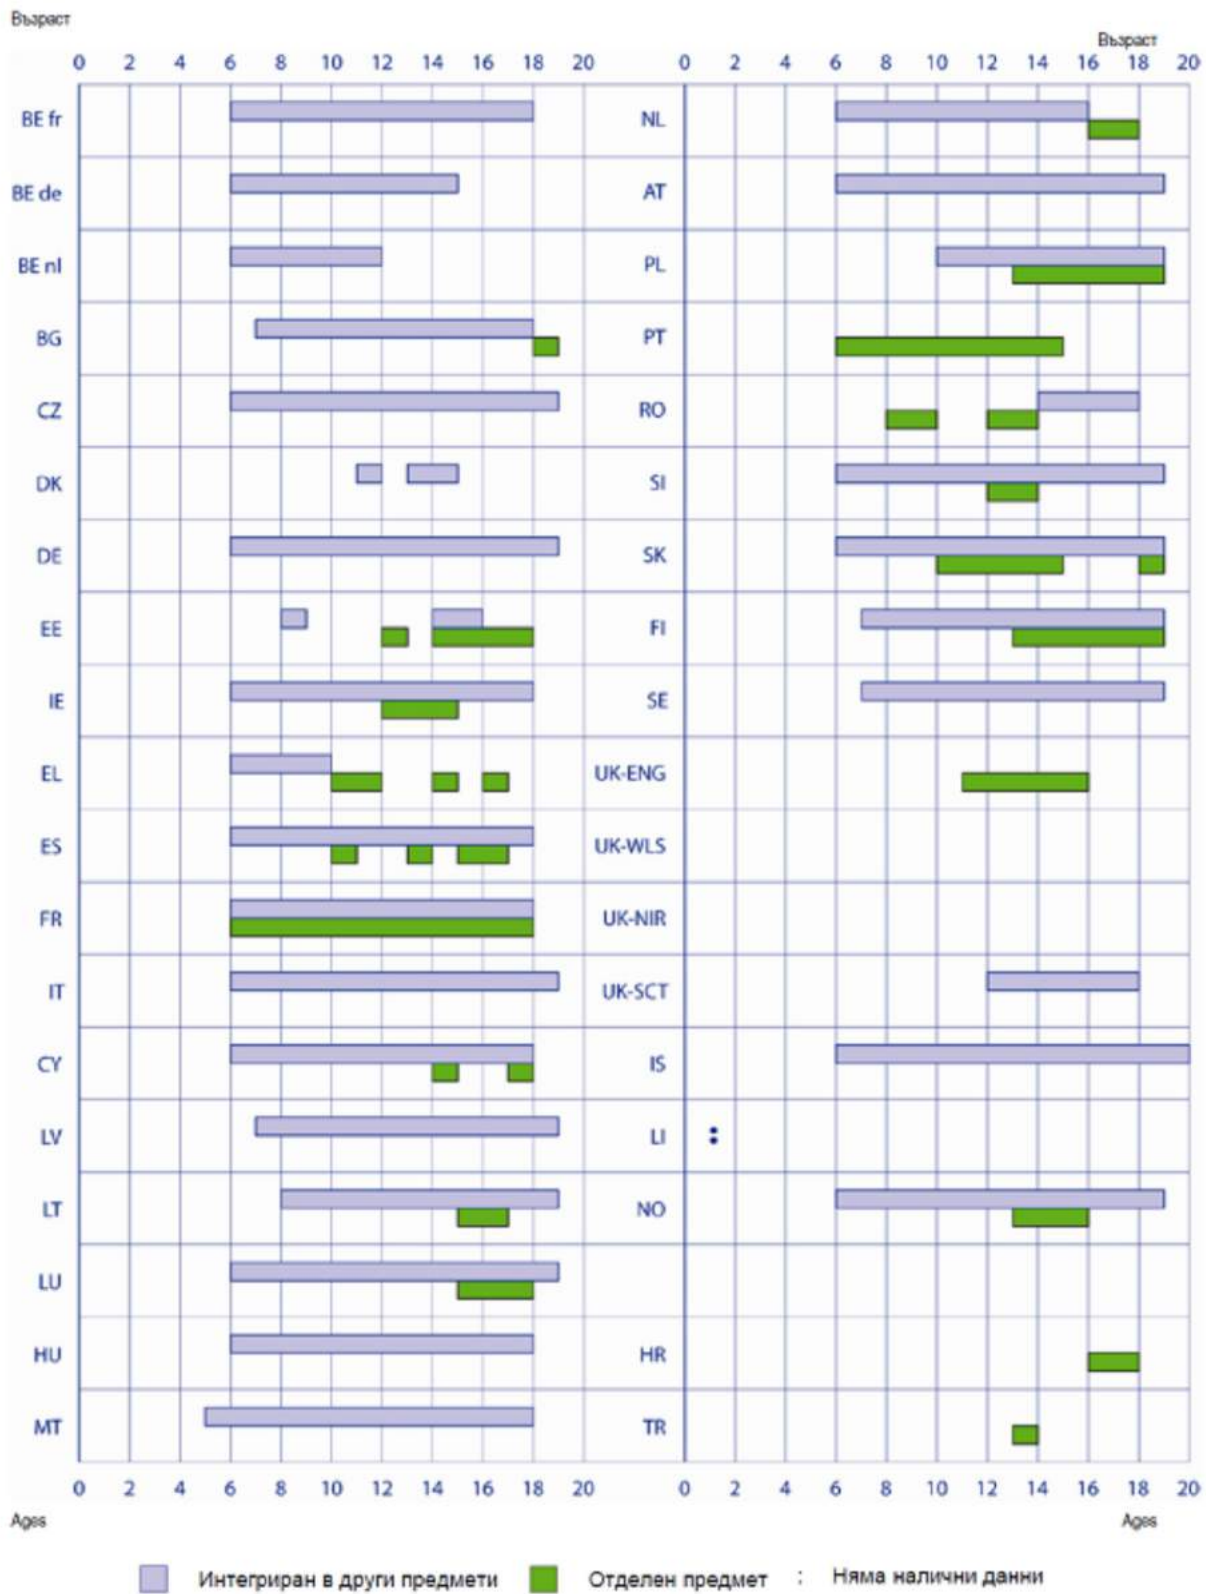 Възраст
Възраст
0 2 4 6 8 10 12 14 16 18 20 0 2 4 6 8 10 12 14 16 18 20
BE fr NL
BE de AT
BE nl PL
BG PT
CZ RO
DK SI
DE SK
EE FI
IE SE
EL UK-ENG
ES UK-WLS
FR UK-NIR
IT UK-SCT
CY IS
LV LI :
LT NO
LU
HU HR
MT TR
0 2 4 6 8 10 12 14 16 18 20 0 2 4 6 8 10 12 14 16 18 20
Ages Ages
Интегриран в други предмети Отделен предмет : Няма налични данни